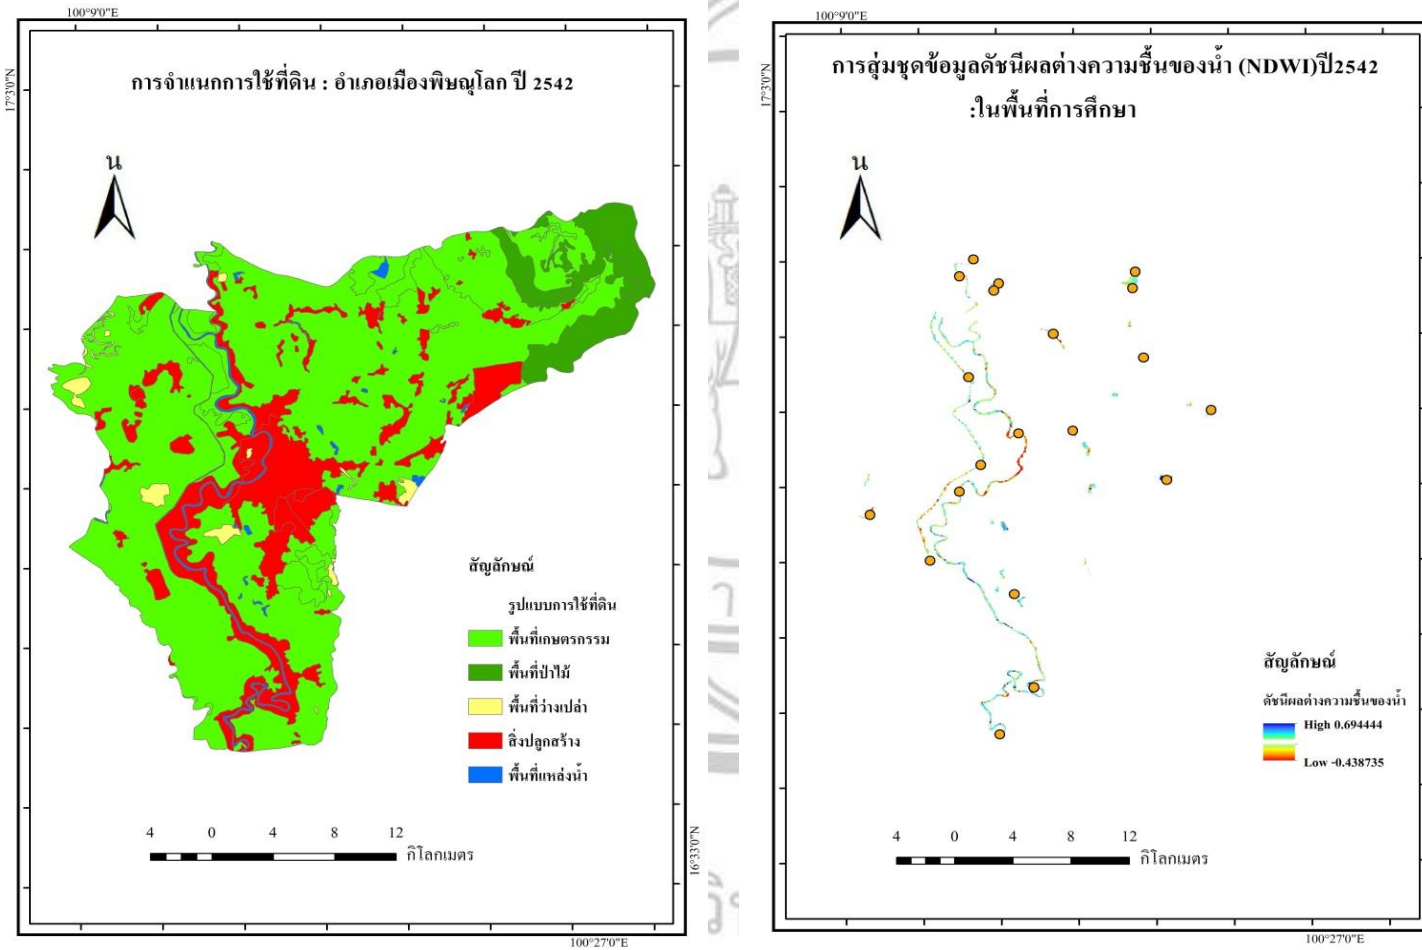 100°9'0"E
17°3'0"N
การจำแนกการใช้ที่ดิน : อำเภอเมืองพิษณุโลก ปี 2542
น
สัญลักษณ์
รูปแบบการใช้ที่ดิน
พื้นที่เกษตรกรรม
พื้นที่ป่าไม้
พื้นที่ว่างเปล่า
สิ่งปลูกสร้าง
พื้นที่แหล่งน้ำ
4 0 4 8 12
กิโลเมตร
16°33'0"N
100°27'0"E
100°9'0"E
17°3'0"N
การสุ่มชุดข้อมูลดัชนีผลต่างความชื้นของน้ำ (NDWI)ปี2542
:ในพื้นที่การศึกษา
น
สัญลักษณ์
ดัชนีผลต่างความชื้นของน้ำ
High 0.694444
Low -0.438735
4 0 4 8 12
กิโลเมตร
100°27'0"E